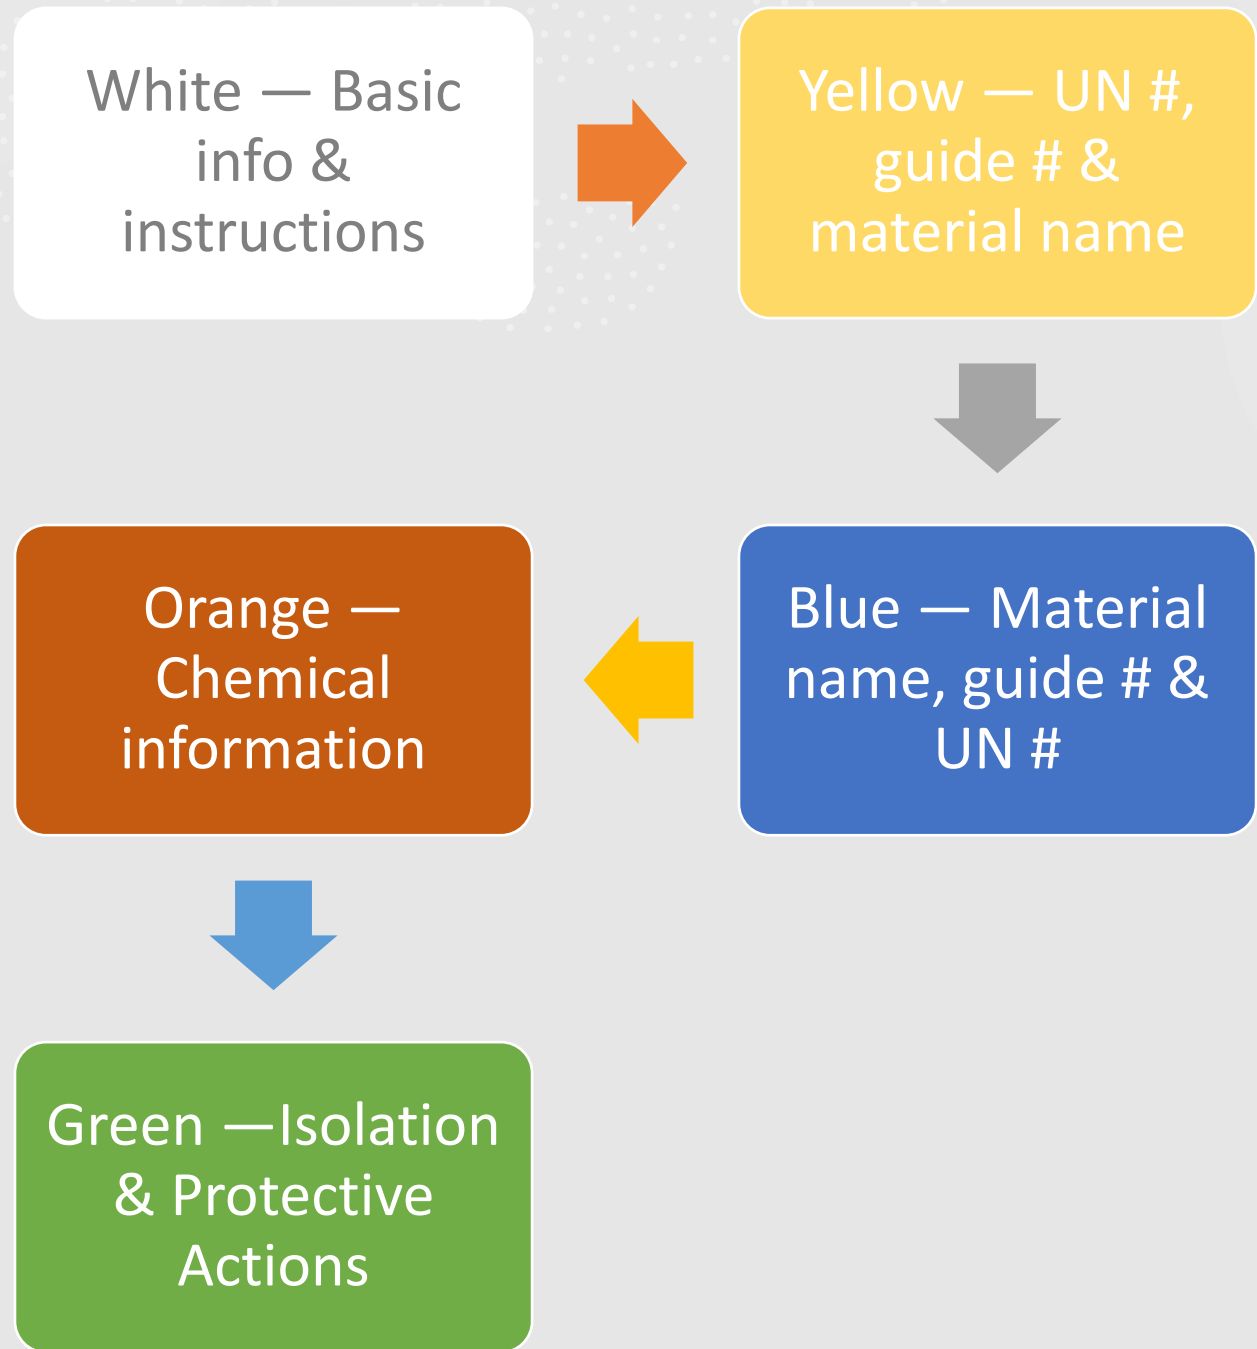 White — Basic
info &
instructions
Yellow — UN #,
guide # &
material name
Blue — Material
name, guide # &
UN #
Orange —
Chemical
information
Green —Isolation
& Protective
Actions